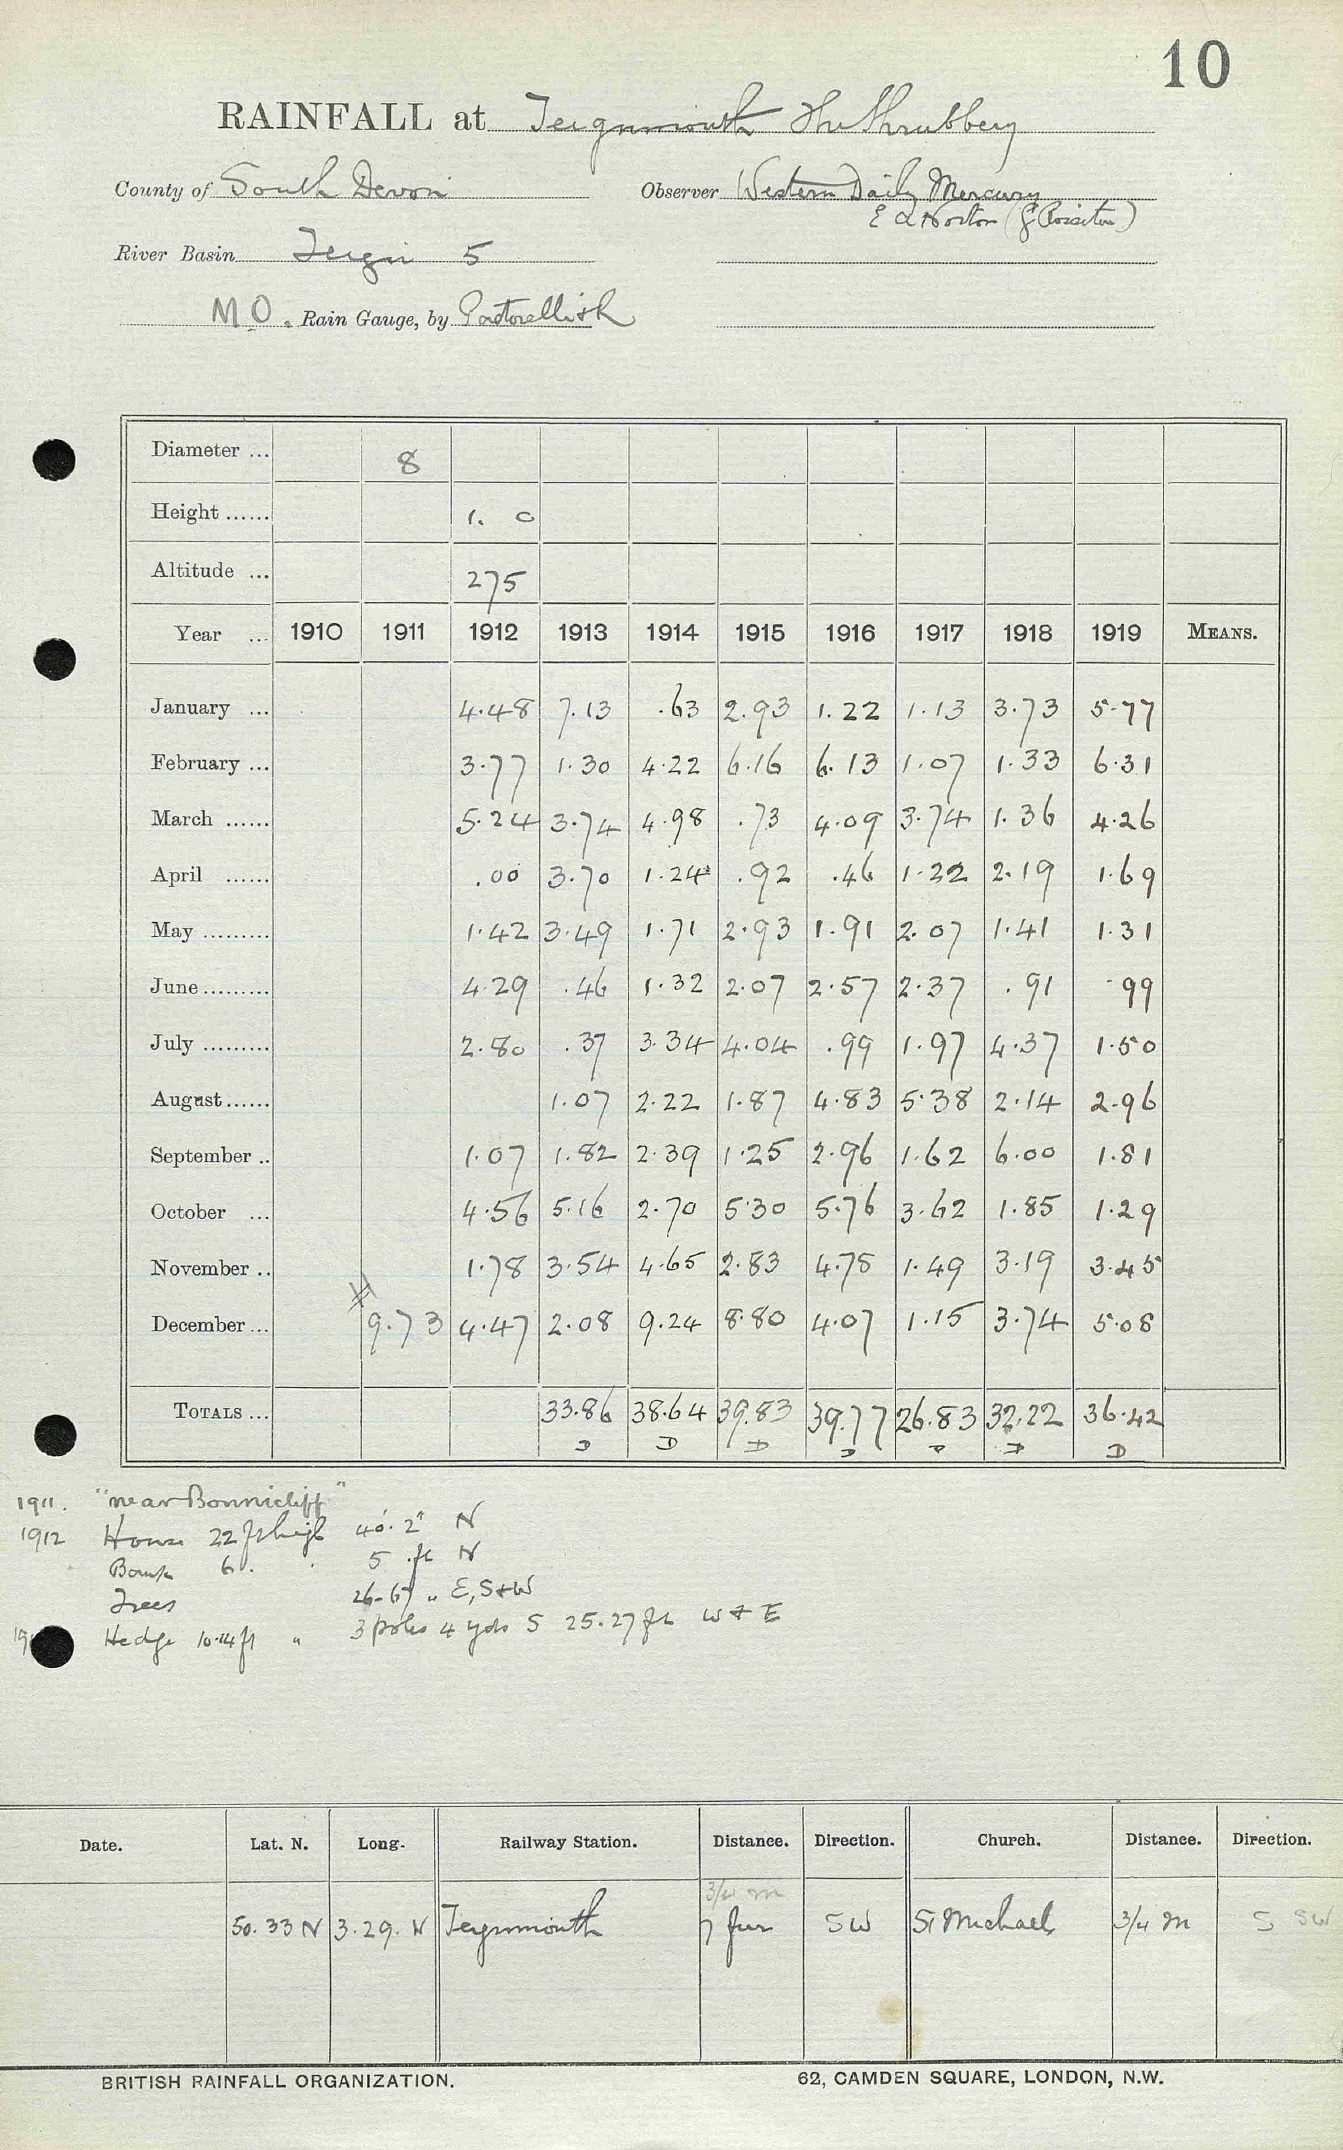 10
RAINFALL at Teignmouth The Shrubbery
County of South Devon Observer Western Daily Mercury
E A Norton (J Rossiter)
River Basin Teign 5
M.O. Rain Gauge, by Pastorelli
Diameter ... 8
Height ...... 1. 0
Altitude ... 275
Year ... 1910 1911 1912 1913 1914 1915 1916 1917 1918 1919 MEANS.
January ... 4.48 7.13 .63 2.93 1.22 1.13 3.73 5.77
February ... 3.77 1.30 4.22 6.16 6.13 1.07 1.33 6.31
March ...... 5.24 3.74 4.98 .73 4.09 3.74 1.36 4.26
April ...... .00 3.70 1.24 .92 .46 1.22 2.19 1.69
May ......... 1.42 3.49 1.71 2.93 1.91 2.07 1.41 1.31
June ......... 4.29 .46 1.32 2.07 2.57 2.37 .91 .99
July ......... 2.80 .37 3.34 4.04 .99 1.97 4.37 1.50
August ...... 1.07 2.22 1.87 4.83 5.38 2.14 2.96
September .. 1.07 1.82 2.39 1.25 2.96 1.62 6.00 1.81
October ... 4.56 5.16 2.70 5.30 5.76 3.62 1.85 1.29
November .. 1.78 3.54 4.65 2.83 4.78 1.49 3.19 3.45
December ... 9.73 4.47 2.08 9.24 8.80 4.07 1.15 3.74 5.08
TOTALS ... 33.86 38.64 39.83 39.77 26.83 32.22 36.42
D D D D D D D
1911. "near Bonnicliff"
1912 House 22 ft high 40' 2" N
Bank 6 . " 5 ft N
Trees 26-67 " E, S & W
Hedge 10.14 ft " 3 poles 4 yds S 25.27 ft W & E
Date. Lat. N. Long. Railway Station. Distance. Direction. Church. Distance. Direction.
3/4 m
50.33 N 3.29. W Teignmouth 7 fur SW St Michael 3/4 m S SW
BRITISH RAINFALL ORGANIZATION. 62, CAMDEN SQUARE, LONDON, N.W.